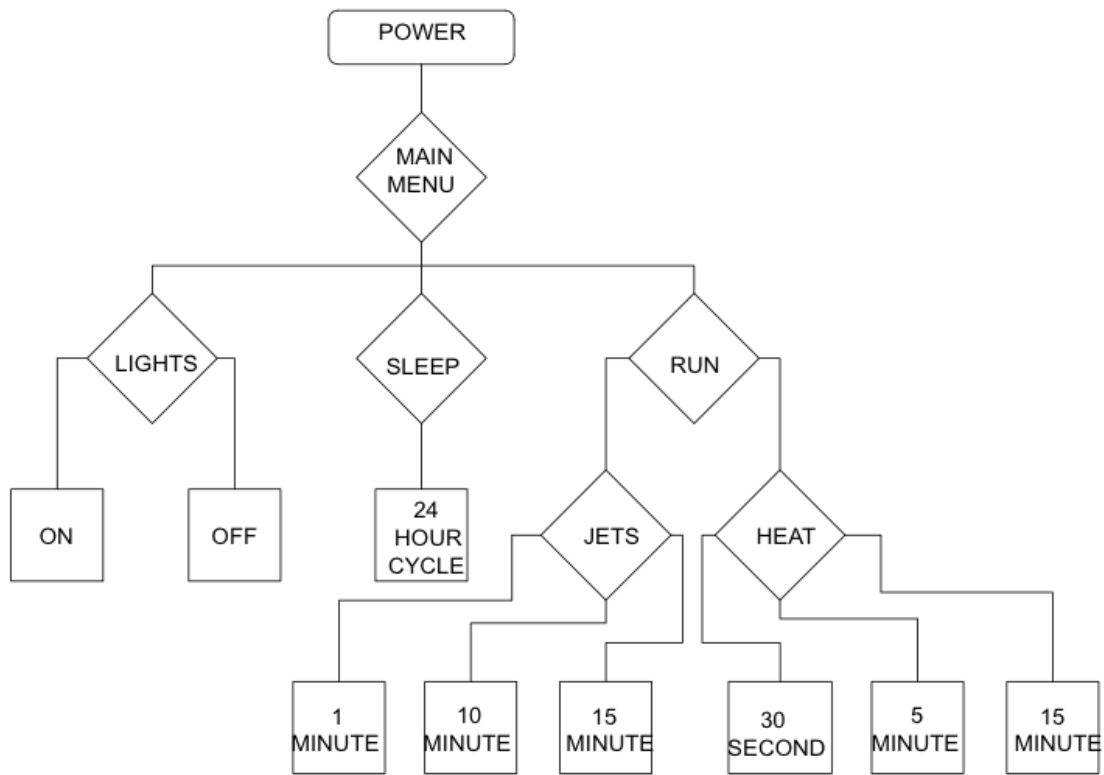 POWER
MAIN
MENU
LIGHTS
SLEEP
RUN
ON
OFF
24
HOUR
CYCLE
JETS
HEAT
1
MINUTE
10
MINUTE
15
MINUTE
30
SECOND
5
MINUTE
15
MINUTE